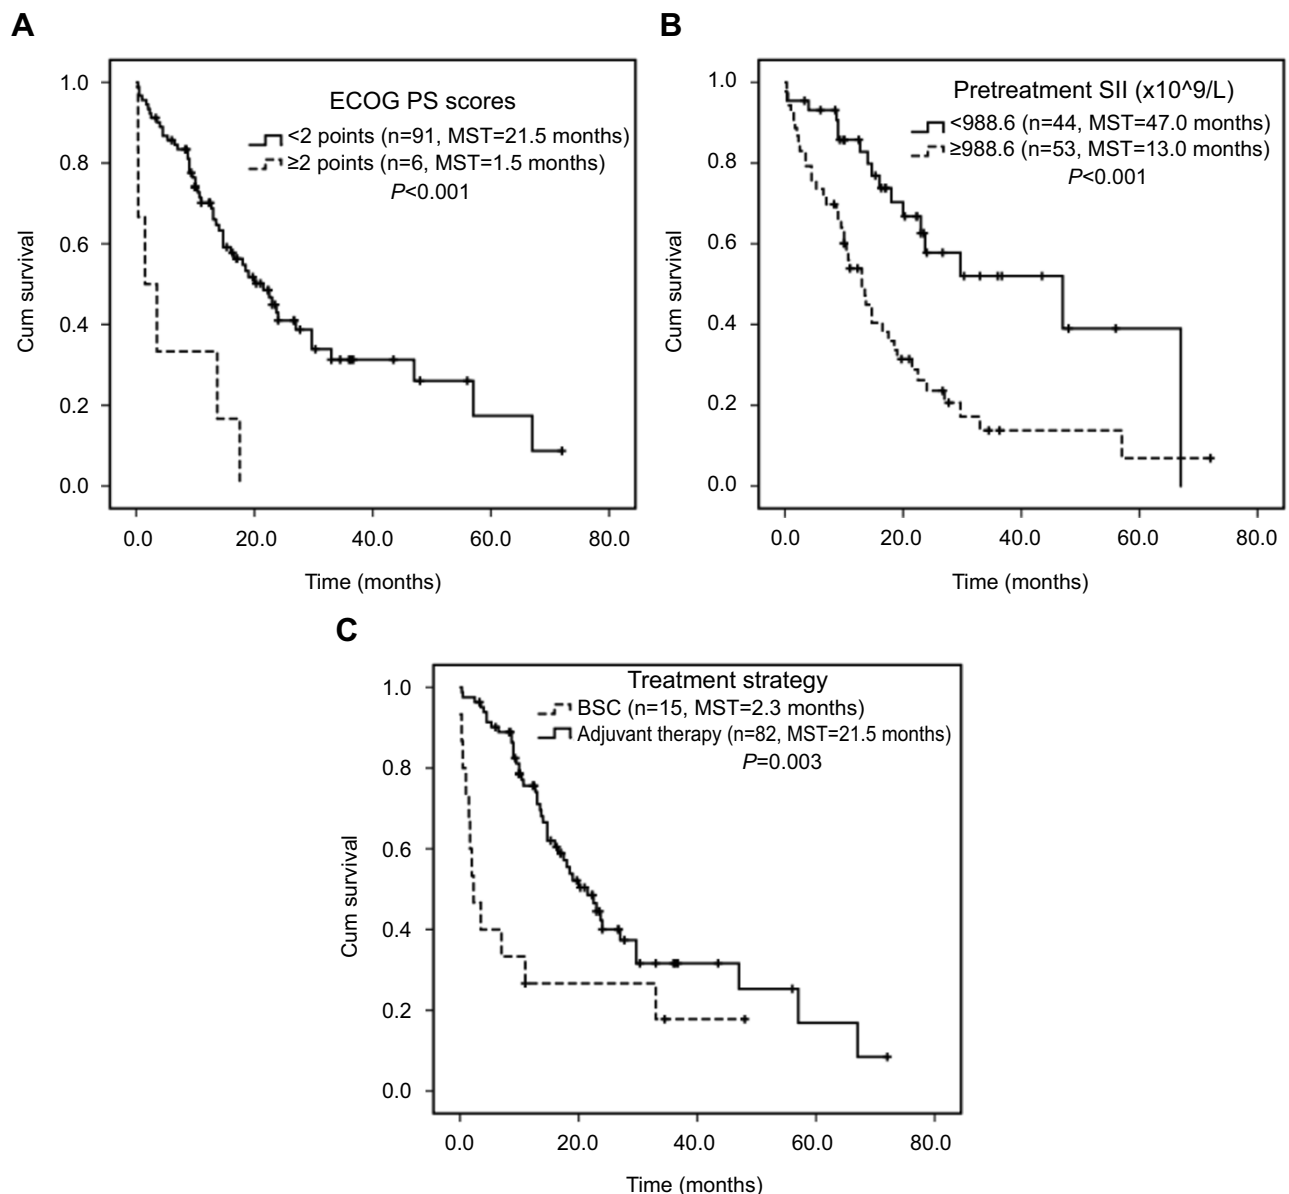 A
ECOG PS scores
<2 points (n=91, MST=21.5 months)
≥2 points (n=6, MST=1.5 months)
P<0.001
Cum survival
1.0
0.8
0.6
0.4
0.2
0.0
0.0 20.0 40.0 60.0 80.0
Time (months)
B
Pretreatment SII (x10^9/L)
<988.6 (n=44, MST=47.0 months)
≥988.6 (n=53, MST=13.0 months)
P<0.001
Cum survival
1.0
0.8
0.6
0.4
0.2
0.0
0.0 20.0 40.0 60.0 80.0
Time (months)
C
Treatment strategy
BSC (n=15, MST=2.3 months)
Adjuvant therapy (n=82, MST=21.5 months)
P=0.003
Cum survival
1.0
0.8
0.6
0.4
0.2
0.0
0.0 20.0 40.0 60.0 80.0
Time (months)